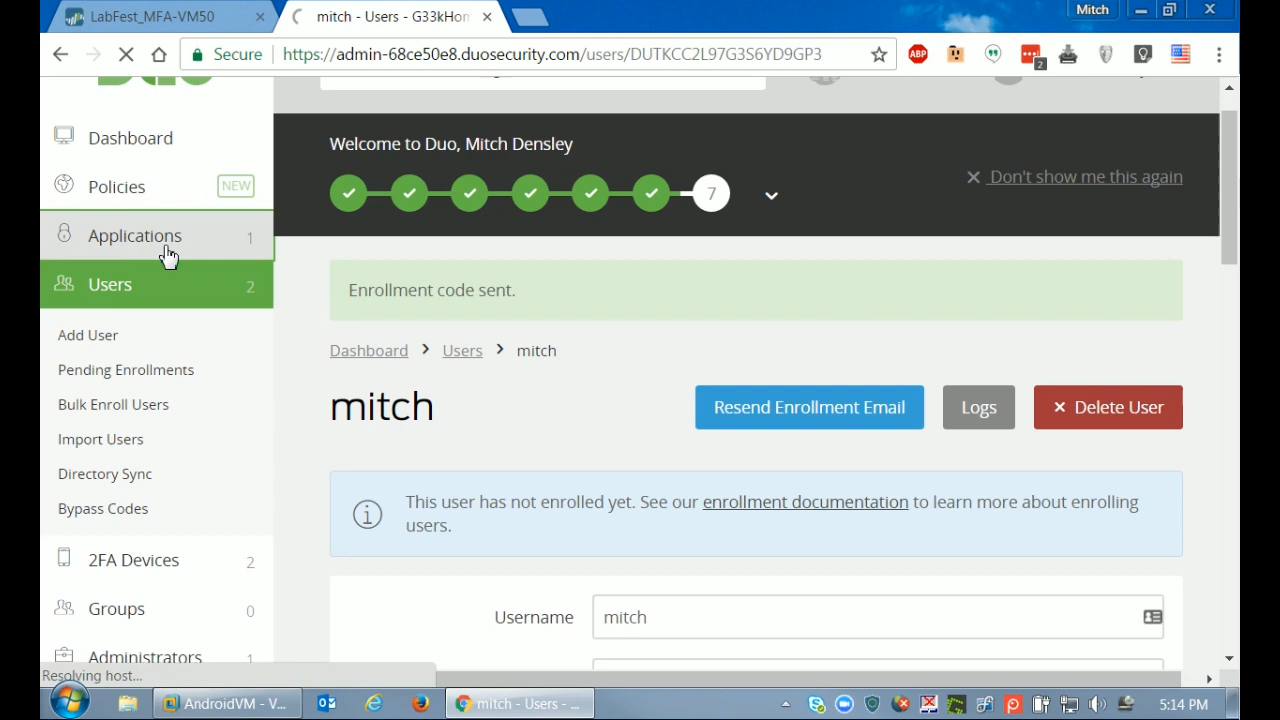 LabFest_MFA-VM50
mitch - Users - G33kHom
Mitch
Secure
https://admin-68ce50e8.duosecurity.com/users/DUTKCC2L97G3S6YD9GP3
ABP
2
Dashboard
Policies
NEW
Applications
1
Users
2
Add User
Pending Enrollments
Bulk Enroll Users
Import Users
Directory Sync
Bypass Codes
2FA Devices
2
Groups
0
Administrators
1
Resolving host...
Welcome to Duo, Mitch Densley
7
Don't show me this again
Enrollment code sent.
Dashboard > Users > mitch
mitch
Resend Enrollment Email
Logs
× Delete User
This user has not enrolled yet. See our enrollment documentation to learn more about enrolling
users.
Username
mitch
AndroidVM - V...
mitch - Users - ...
5:14 PM